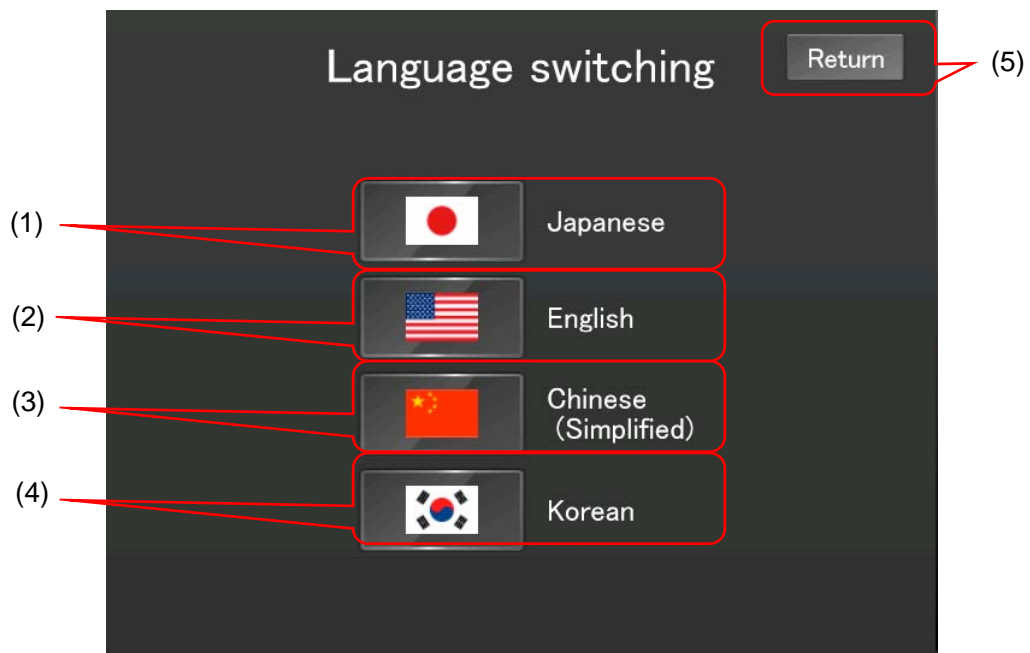 Language switching
Return
(5)
(1)
Japanese
(2)
English
(3)
Chinese
(Simplified)
(4)
Korean